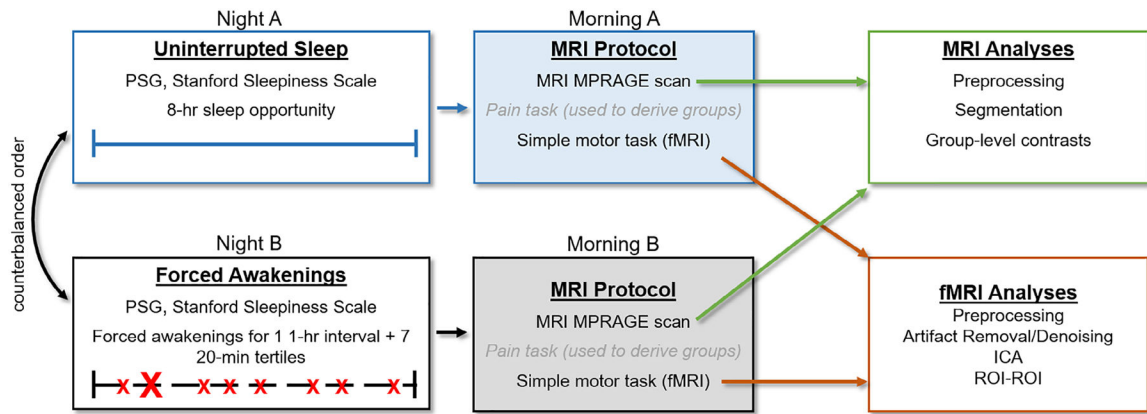 Night A
Uninterrupted Sleep
PSG, Stanford Sleepiness Scale
8-hr sleep opportunity
Morning A
MRI Protocol
MRI MPRAGE scan
Pain task (used to derive groups)
Simple motor task (fMRI)
MRI Analyses
Preprocessing
Segmentation
Group-level contrasts
counterbalanced order
Night B
Forced Awakenings
PSG, Stanford Sleepiness Scale
Forced awakenings for 1 1-hr interval + 7
20-min tertiles
x X x x x x x x
Morning B
MRI Protocol
MRI MPRAGE scan
Pain task (used to derive groups)
Simple motor task (fMRI)
fMRI Analyses
Preprocessing
Artifact Removal/Denoising
ICA
ROI-ROI